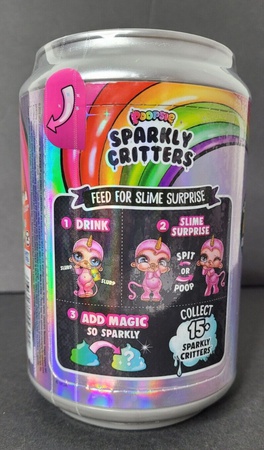 POOPSIE
SPARKLY
CRITTERS
FEED FOR SLIME SURPRISE
1 DRINK
2 SLIME
SURPRISE
SLURP
SLURP
SPIT
OR
POOP
3 ADD MAGIC
SO SPARKLY
?
COLLECT
15+
SPARKLY
CRITTERS